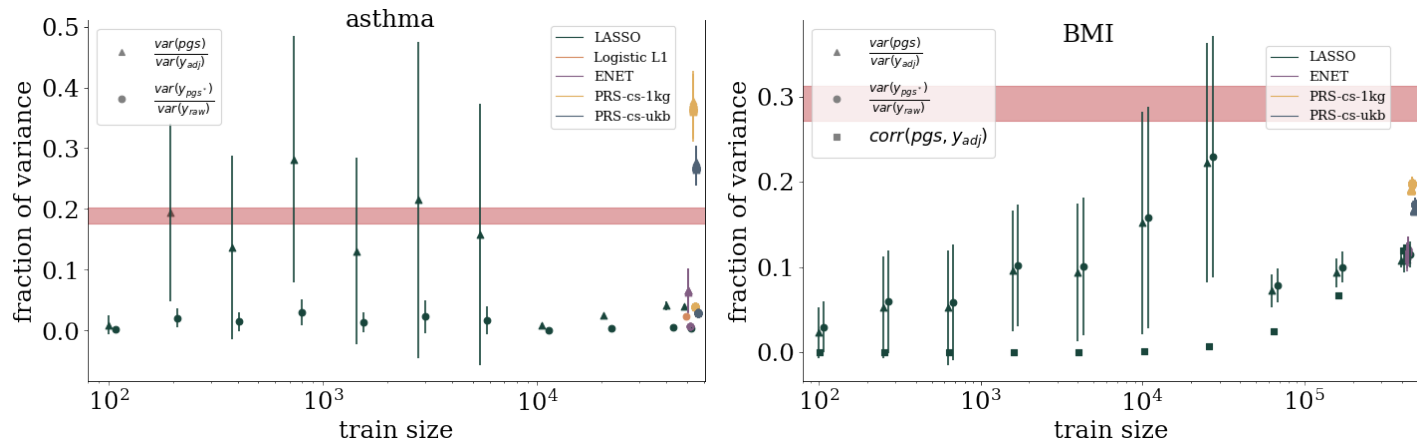 asthma
fraction of variance
0.5
0.4
0.3
0.2
0.1
0.0
var(pgs)
var(y_adj)
var(y_pgs·)
var(y_raw)
LASSO
Logistic L1
ENET
PRS-cs-1kg
PRS-cs-ukb
10^2
10^3
10^4
train size
BMI
fraction of variance
0.3
0.2
0.1
0.0
var(pgs)
var(y_adj)
var(y_pgs·)
var(y_raw)
corr(pgs, y_adj)
LASSO
ENET
PRS-cs-1kg
PRS-cs-ukb
10^2
10^3
10^4
10^5
train size